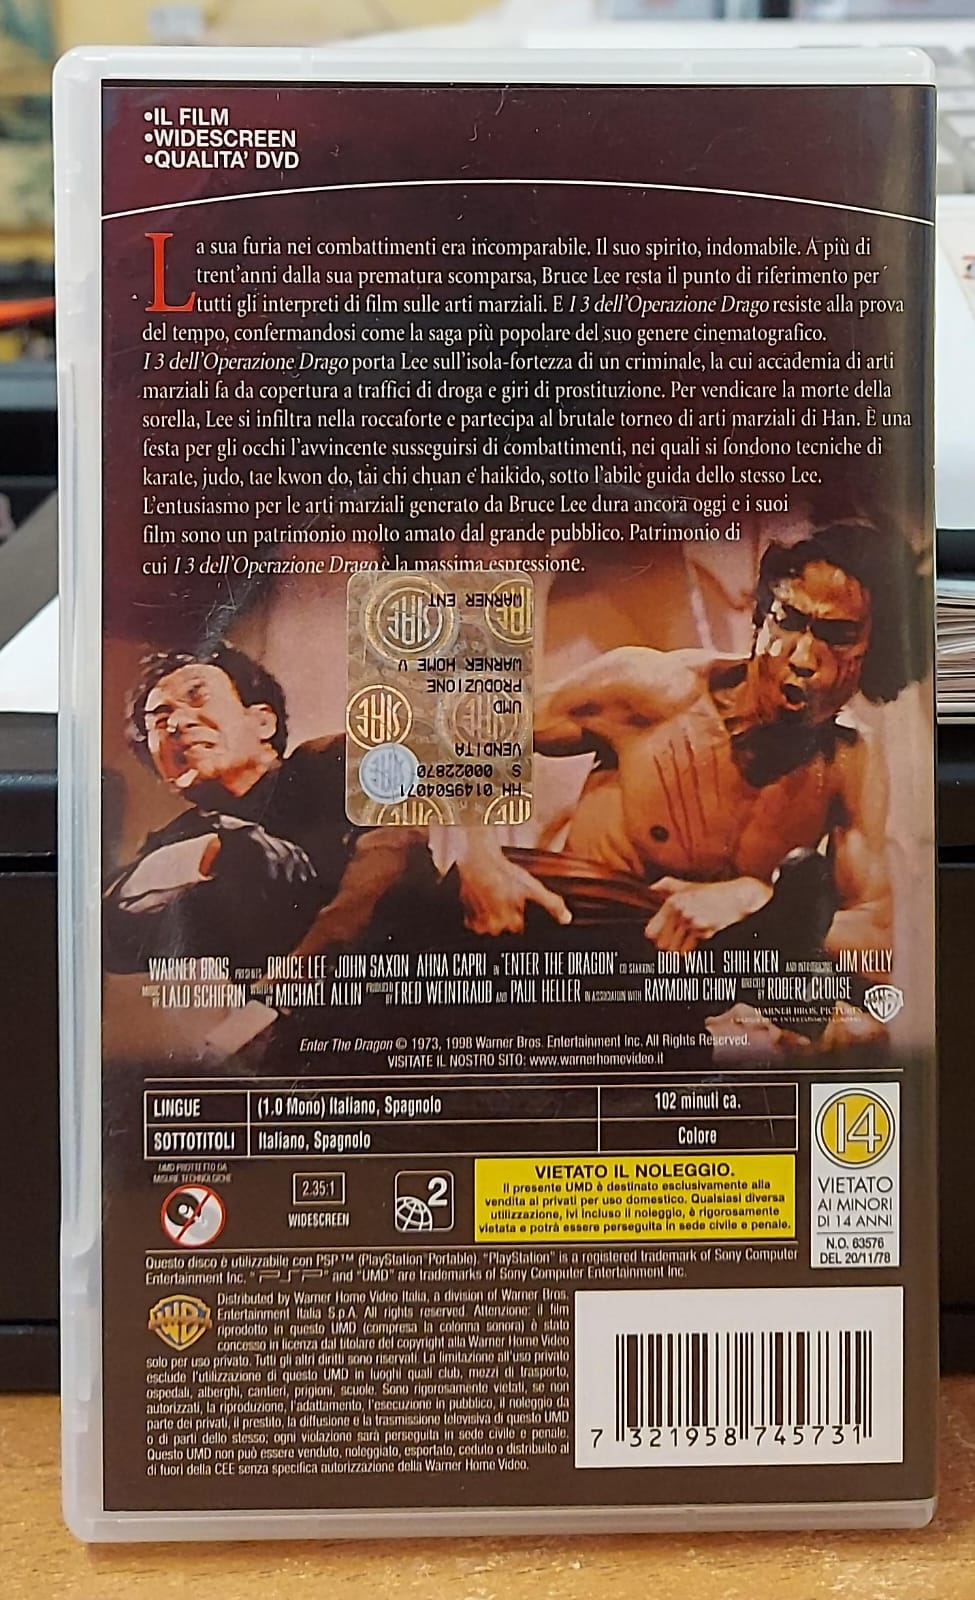 •IL FILM
•WIDESCREEN
•QUALITA' DVD
La sua furia nei combattimenti era incomparabile. Il suo spirito, indomabile. A più di
trent'anni dalla sua prematura scomparsa, Bruce Lee resta il punto di riferimento per
tutti gli interpreti di film sulle arti marziali. E I 3 dell'Operazione Drago resiste alla prova
del tempo, confermandosi come la saga più popolare del suo genere cinematografico.
I 3 dell'Operazione Drago porta Lee sull'isola-fortezza di un criminale, la cui accademia di arti
marziali fa da copertura a traffici di droga e giri di prostituzione. Per vendicare la morte della
sorella, Lee si infiltra nella roccaforte e partecipa al brutale torneo di arti marziali di Han. È una
festa per gli occhi l'avvincente susseguirsi di combattimenti, nei quali si fondono tecniche di
karate, judo, tae kwon do, tai chi chuan e haikido, sotto l'abile guida dello stesso Lee.
L'entusiasmo per le arti marziali generato da Bruce Lee dura ancora oggi e i suoi
film sono un patrimonio molto amato dal grande pubblico. Patrimonio di
cui I 3 dell'Operazione Drago è la massima espressione.
WARNER ENT
WARNER HOME V
PRODUZIONE
UMD
VENDITA
S 00022870
HH 0149504071
WARNER BROS. PRESENTS BRUCE LEE JOHN SAXON AHNA CAPRI IN "ENTER THE DRAGON" CO STARRING BOB WALL SHIH KIEN AND INTRODUCING JIM KELLY
MUSIC BY LALO SCHIFRIN WRITTEN BY MICHAEL ALLIN PRODUCED BY FRED WEINTRAUB AND PAUL HELLER IN ASSOCIATION WITH RAYMOND CHOW DIRECTED BY ROBERT CLOUSE
WARNER BROS. PICTURES
Enter The Dragon © 1973, 1998 Warner Bros. Entertainment Inc. All Rights Reserved.
VISITATE IL NOSTRO SITO: www.warnerhomevideo.it
LINGUE (1.0 Mono) Italiano, Spagnolo 102 minuti ca.
SOTTOTITOLI Italiano, Spagnolo Colore
UMD PROTETTO DA
MISURE TECNOLOGICHE
2.35:1
WIDESCREEN
2
VIETATO IL NOLEGGIO.
Il presente UMD è destinato esclusivamente alla
vendita ai privati per uso domestico. Qualsiasi diversa
utilizzazione, ivi incluso il noleggio, è rigorosamente
vietata e potrà essere perseguita in sede civile e penale.
14
VIETATO
AI MINORI
DI 14 ANNI
N.O. 63576
DEL 20/11/78
Questo disco è utilizzabile con PSP™ (PlayStation Portable). "PlayStation" is a registered trademark of Sony Computer
Entertainment Inc. "PSP" and "UMD" are trademarks of Sony Computer Entertainment Inc.
Distributed by Warner Home Video Italia, a division of Warner Bros.
Entertainment Italia S.p.A. All rights reserved. Attenzione: il film
riprodotto in questo UMD (compresa la colonna sonora) è stato
concesso in licenza dal titolare del copyright alla Warner Home Video
solo per uso privato. Tutti gli altri diritti sono riservati. La limitazione all'uso privato
esclude l'utilizzazione di questo UMD in luoghi quali club, mezzi di trasporto,
ospedali, alberghi, cantieri, prigioni, scuole. Sono rigorosamente vietati, se non
autorizzati, la riproduzione, l'adattamento, l'esecuzione in pubblico, il noleggio da
parte dei privati, il prestito, la diffusione e la trasmissione televisiva di questo UMD
o di parti dello stesso; ogni violazione sarà perseguita in sede civile e penale.
Questo UMD non può essere venduto, noleggiato, esportato, ceduto o distribuito al
di fuori della CEE senza specifica autorizzazione della Warner Home Video.
7 321958 745731